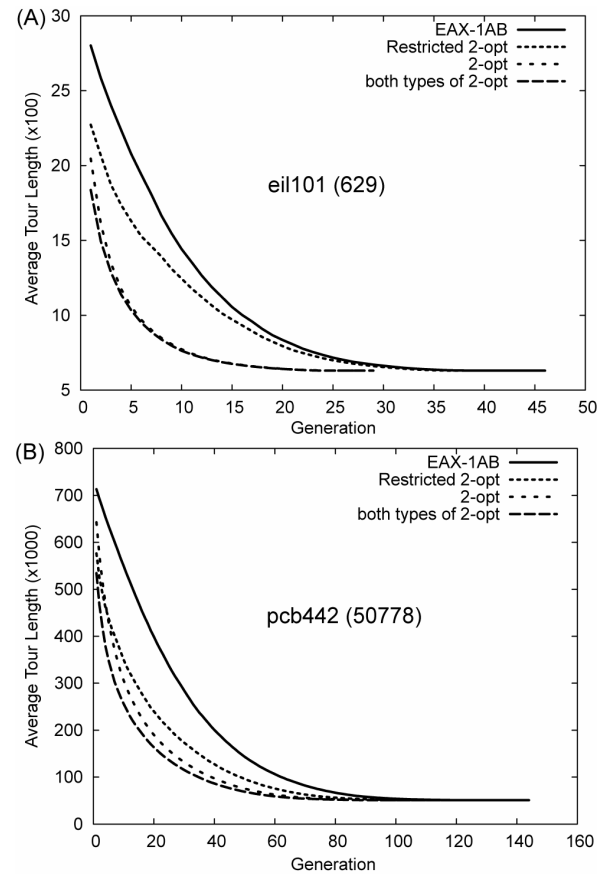 (A)
30
25
20
15
10
5
Average Tour Length (x100)
EAX-1AB
Restricted 2-opt
2-opt
both types of 2-opt
eil101 (629)
0 5 10 15 20 25 30 35 40 45 50
Generation
(B)
800
700
600
500
400
300
200
100
0
Average Tour Length (x1000)
EAX-1AB
Restricted 2-opt
2-opt
both types of 2-opt
pcb442 (50778)
0 20 40 60 80 100 120 140 160
Generation